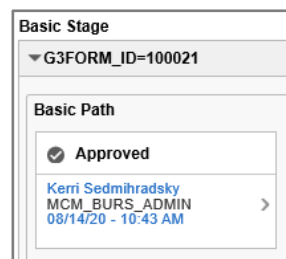 Basic Stage
G3FORM_ID=100021
Basic Path
Approved
Kerri Sedmihradsky
MCM_BURS_ADMIN
08/14/20 - 10:43 AM